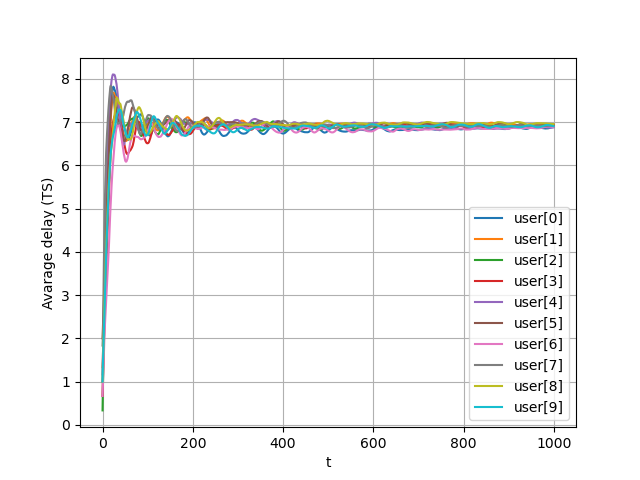 8
7
6
5
4
3
2
1
0
Avarage delay (TS)
0 200 400 600 800 1000
t
user[0]
user[1]
user[2]
user[3]
user[4]
user[5]
user[6]
user[7]
user[8]
user[9]